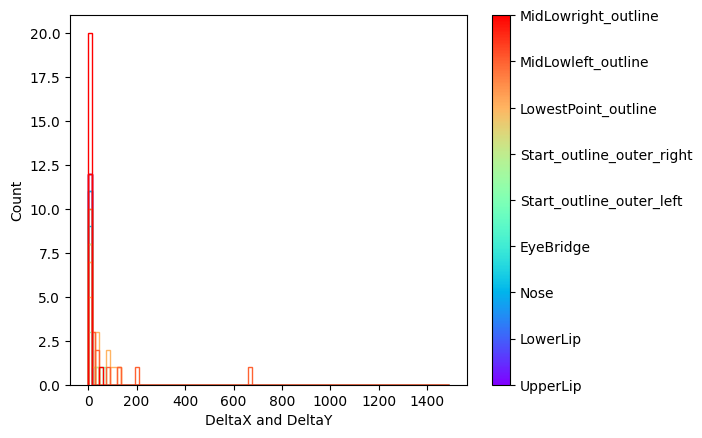 20.0
17.5
15.0
12.5
10.0
7.5
5.0
2.5
0.0
Count
0 200 400 600 800 1000 1200 1400
DeltaX and DeltaY
MidLowright_outline
MidLowleft_outline
LowestPoint_outline
Start_outline_outer_right
Start_outline_outer_left
EyeBridge
Nose
LowerLip
UpperLip